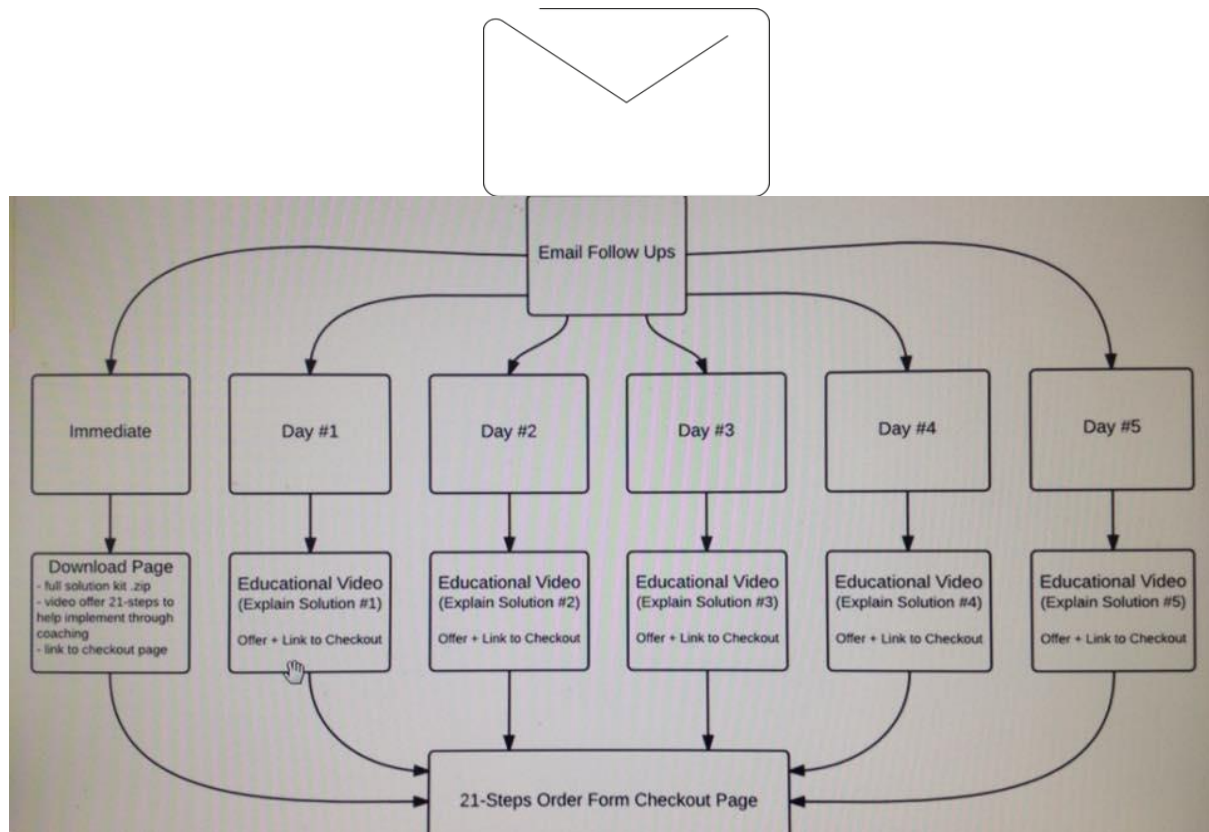 Email Follow Ups
Immediate
Day #1
Day #2
Day #3
Day #4
Day #5
Download Page
- full solution kit .zip
- video offer 21-steps to
help implement through
coaching
- link to checkout page
Educational Video
(Explain Solution #1)
Offer + Link to Checkout
Educational Video
(Explain Solution #2)
Offer + Link to Checkout
Educational Video
(Explain Solution #3)
Offer + Link to Checkout
Educational Video
(Explain Solution #4)
Offer + Link to Checkout
Educational Video
(Explain Solution #5)
Offer + Link to Checkout
21-Steps Order Form Checkout Page